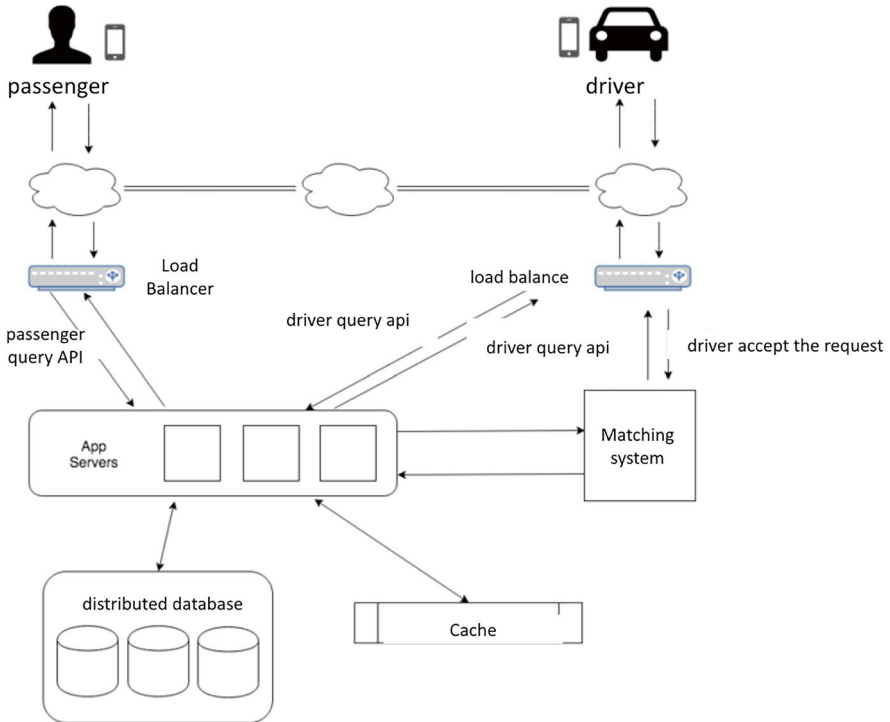 passenger
driver
Load
Balancer
load balance
driver query api
passenger
query API
driver query api
driver accept the request
App
Servers
Matching
system
distributed database
Cache